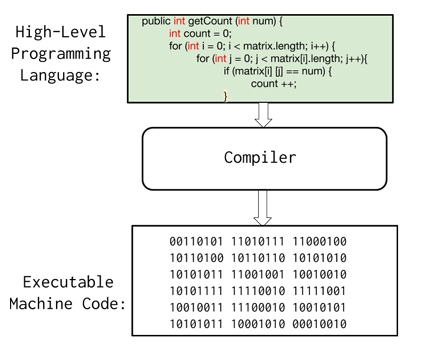 High-Level
Programming
Language:
public int getCount (int num) {
int count = 0;
for (int i = 0; i < matrix.length; i++) {
for (int j = 0; j < matrix[i].length; j++){
if (matrix[i] [j] == num) {
count ++;
}
Compiler
Executable
Machine Code:
00110101 11010111 11000100
10110100 10110110 10101010
10101011 11001001 10010010
10101111 11110010 11111001
10010011 11100010 10010101
10101011 10001010 00010010